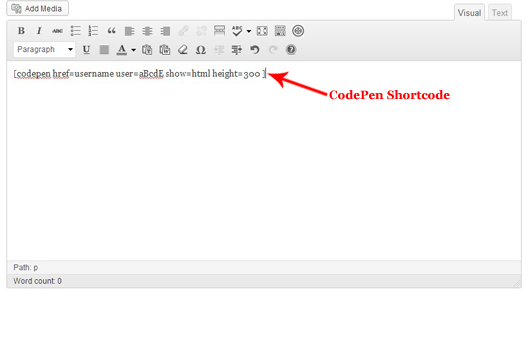 Add Media
Visual Text
B I ABC ABC
Paragraph U A
[codepen href=username user=aBcdE show=html height=300 ]
CodePen Shortcode
Path: p
Word count: 0